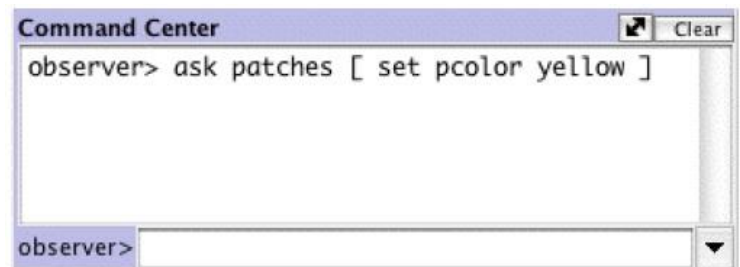 Command Center Clear
observer> ask patches [ set pcolor yellow ]
observer>